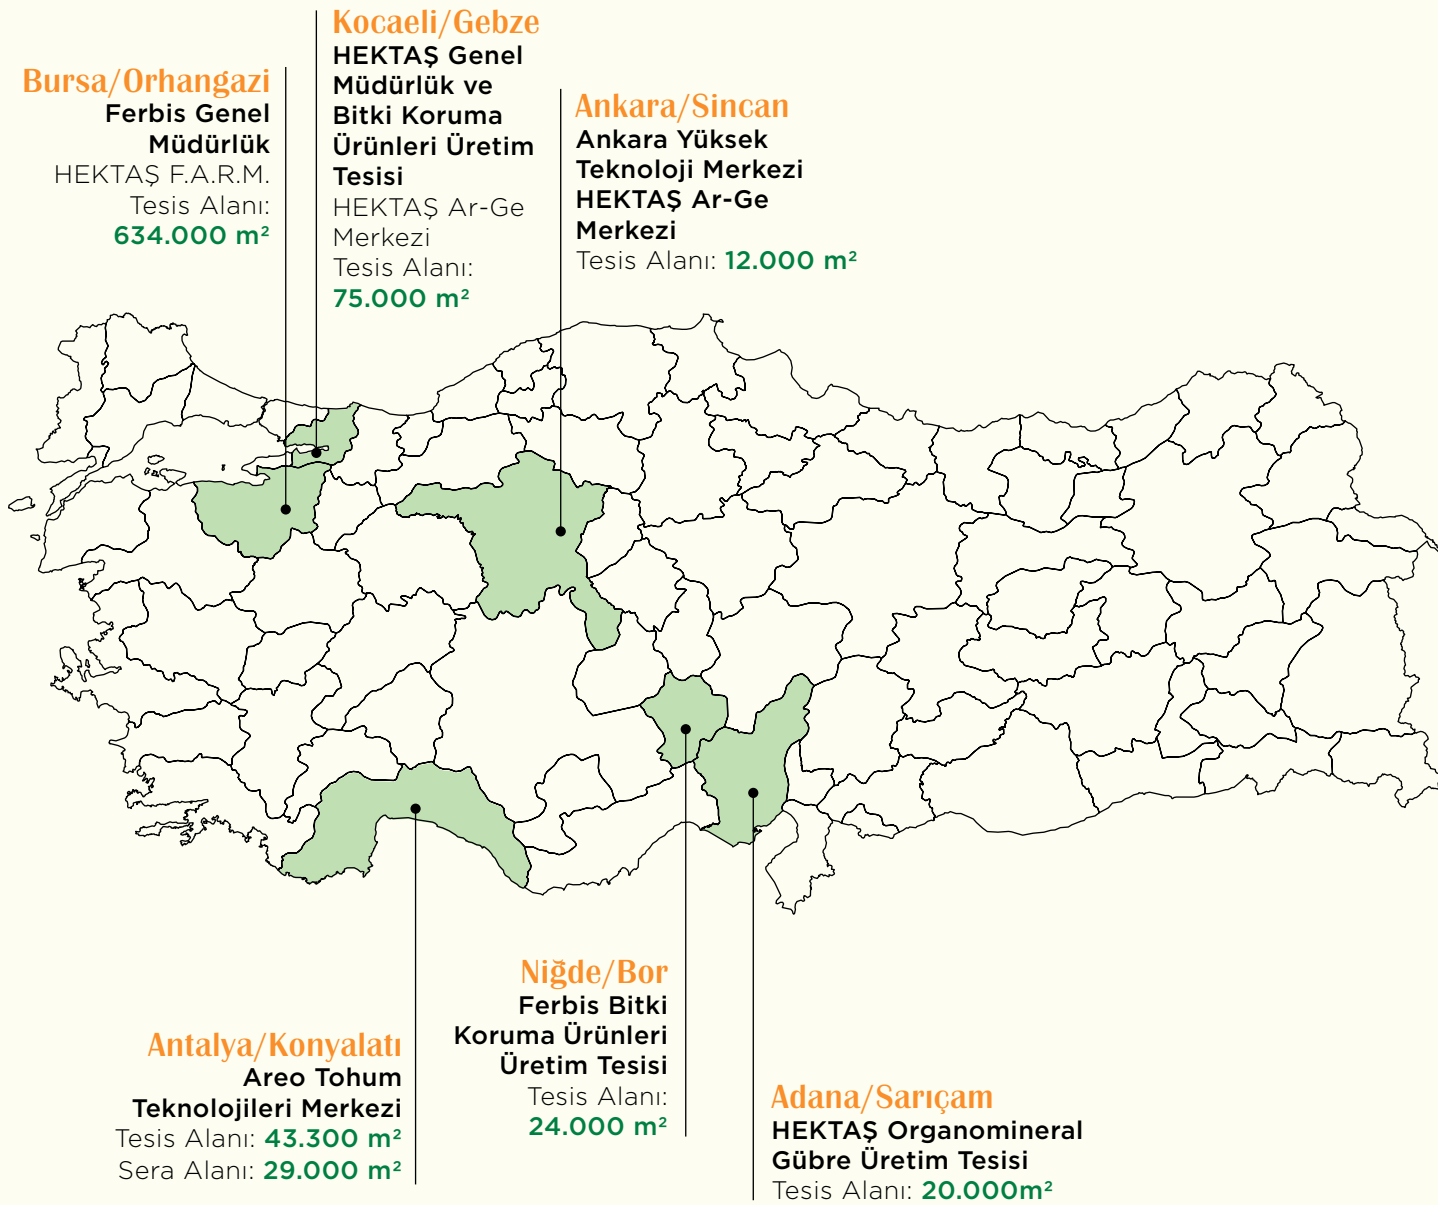 Bursa/Orhangazi
Ferbis Genel
Müdürlük
HEKTAŞ F.A.R.M.
Tesis Alanı:
634.000 m²
Kocaeli/Gebze
HEKTAŞ Genel
Müdürlük ve
Bitki Koruma
Ürünleri Üretim
Tesisi
HEKTAŞ Ar-Ge
Merkezi
Tesis Alanı:
75.000 m²
Ankara/Sincan
Ankara Yüksek
Teknoloji Merkezi
HEKTAŞ Ar-Ge
Merkezi
Tesis Alanı: 12.000 m²
Antalya/Konyalatı
Areo Tohum
Teknolojileri Merkezi
Tesis Alanı: 43.300 m²
Sera Alanı: 29.000 m²
Niğde/Bor
Ferbis Bitki
Koruma Ürünleri
Üretim Tesisi
Tesis Alanı:
24.000 m²
Adana/Sarıçam
HEKTAŞ Organomineral
Gübre Üretim Tesisi
Tesis Alanı: 20.000m²